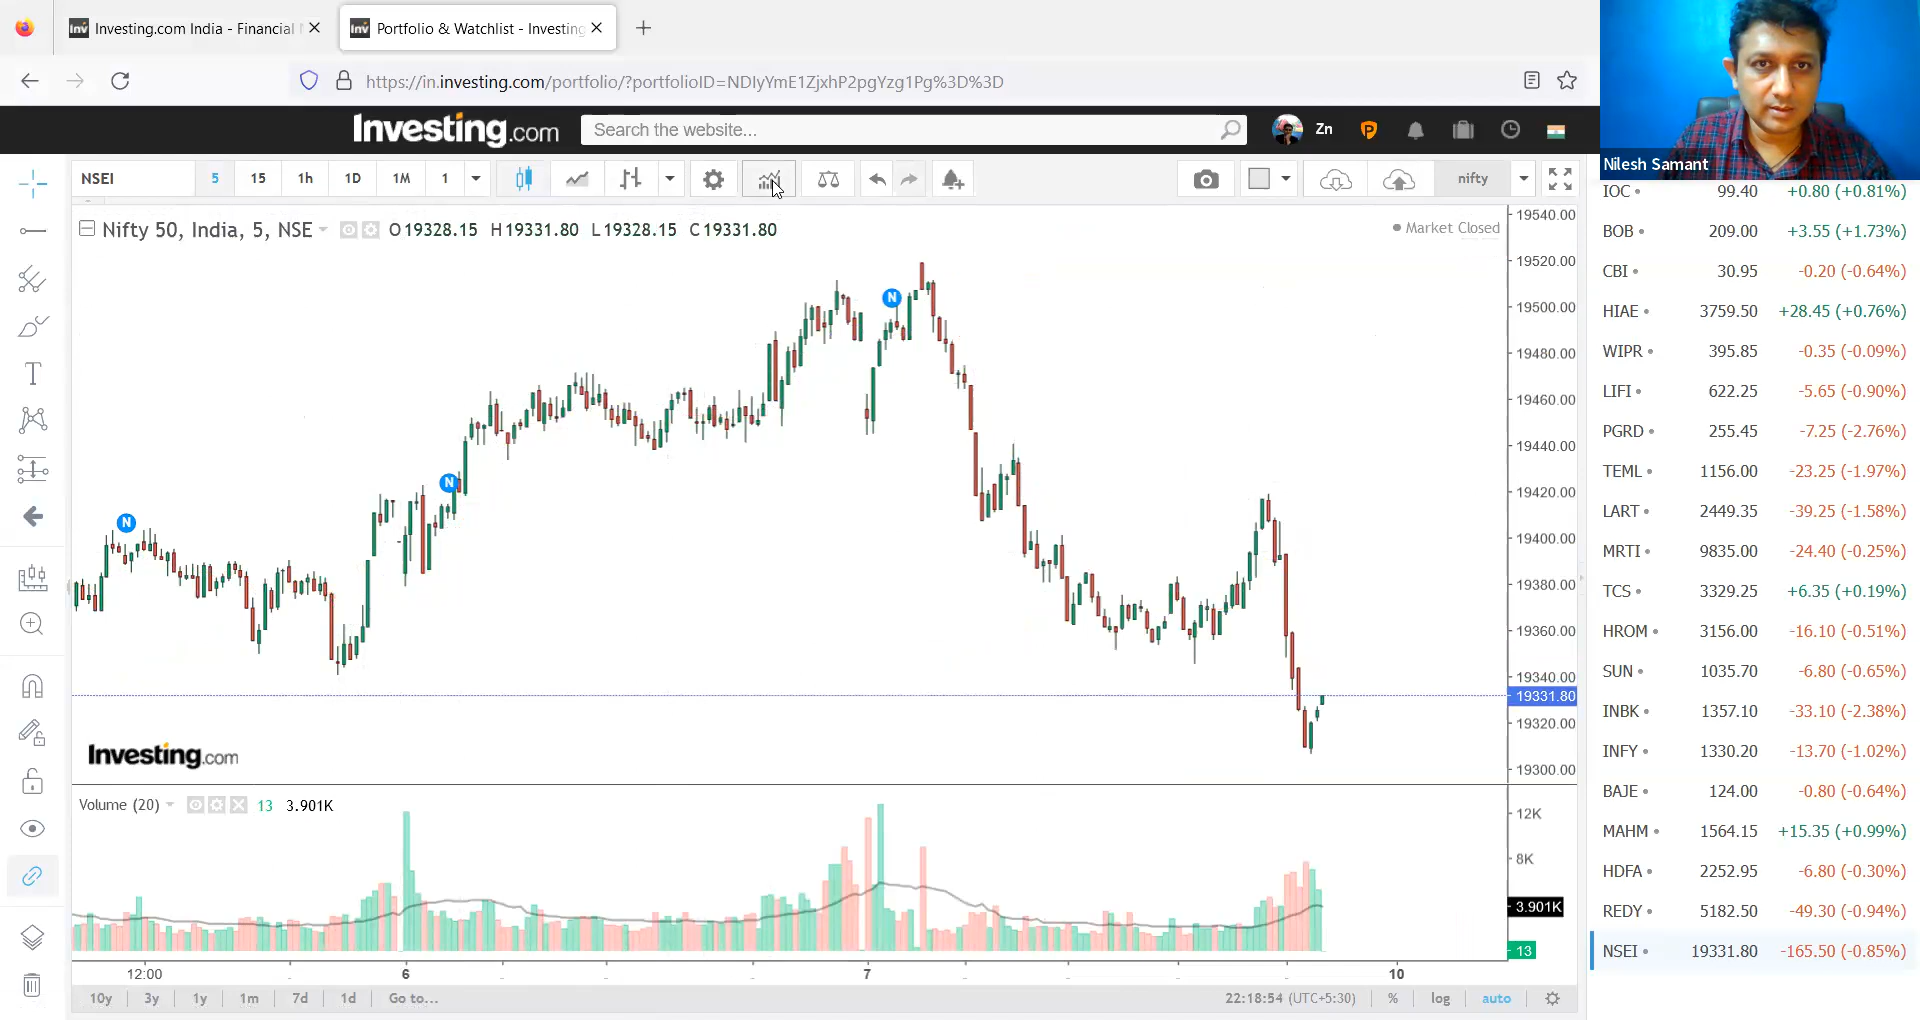 Investing.com India - Financial
Portfolio & Watchlist - Investing
https://in.investing.com/portfolio/?portfolioID=NDIyYmE1ZjxhP2pgYzg1Pg%3D%3D
Investing.com
Search the website...
Zn
Nilesh Samant
NSEI
5
15
1h
1D
1M
1
nifty
Nifty 50, India, 5, NSE
O19328.15 H19331.80 L19328.15 C19331.80
Market Closed
N
N
N
19540.00
19520.00
19500.00
19480.00
19460.00
19440.00
19420.00
19400.00
19380.00
19360.00
19340.00
19331.80
19320.00
19300.00
Investing.com
Volume (20) 13 3.901K
12K
8K
3.901K
13
12:00 6 7 10
10y 3y 1y 1m 7d 1d Go to...
22:18:54 (UTC+5:30) % log auto
IOC 99.40 +0.80 (+0.81%)
BOB 209.00 +3.55 (+1.73%)
CBI 30.95 -0.20 (-0.64%)
HIAE 3759.50 +28.45 (+0.76%)
WIPR 395.85 -0.35 (-0.09%)
LIFI 622.25 -5.65 (-0.90%)
PGRD 255.45 -7.25 (-2.76%)
TEML 1156.00 -23.25 (-1.97%)
LART 2449.35 -39.25 (-1.58%)
MRTI 9835.00 -24.40 (-0.25%)
TCS 3329.25 +6.35 (+0.19%)
HROM 3156.00 -16.10 (-0.51%)
SUN 1035.70 -6.80 (-0.65%)
INBK 1357.10 -33.10 (-2.38%)
INFY 1330.20 -13.70 (-1.02%)
BAJE 124.00 -0.80 (-0.64%)
MAHM 1564.15 +15.35 (+0.99%)
HDFA 2252.95 -6.80 (-0.30%)
REDY 5182.50 -49.30 (-0.94%)
NSEI 19331.80 -165.50 (-0.85%)